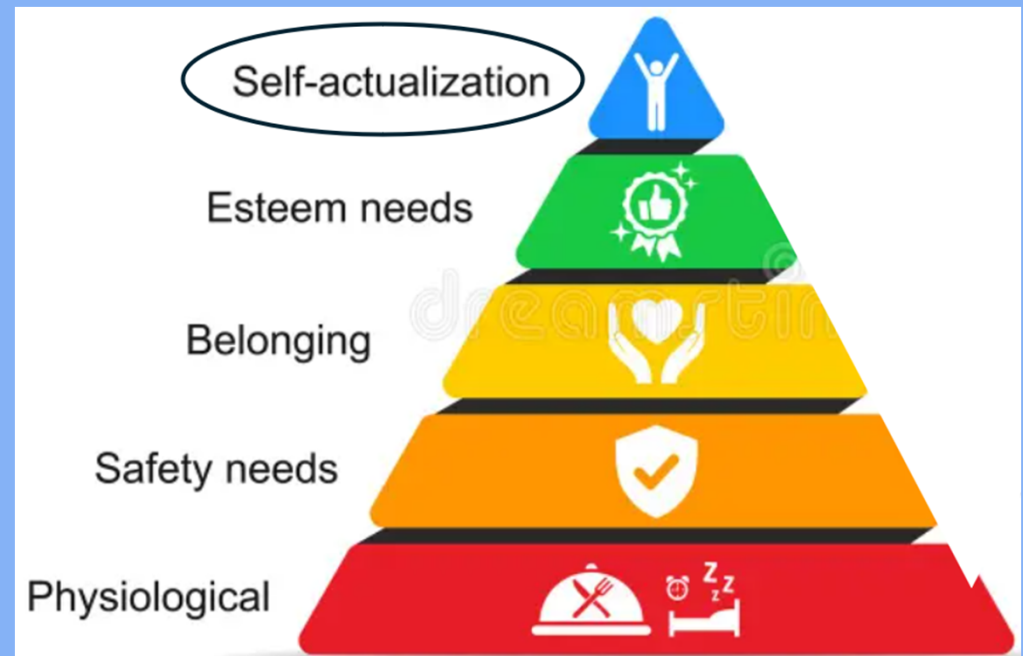 Self-actualization
Esteem needs
Belonging
Safety needs
Physiological
z z
z z